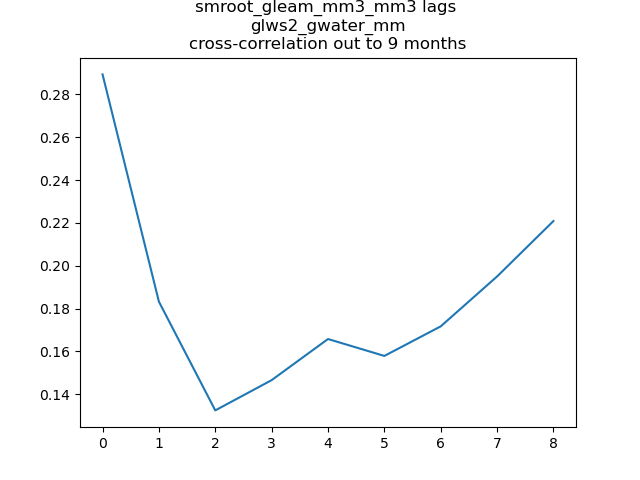 smroot_gleam_mm3_mm3 lags
glws2_gwater_mm
cross-correlation out to 9 months
0.28
0.26
0.24
0.22
0.20
0.18
0.16
0.14
0 1 2 3 4 5 6 7 8